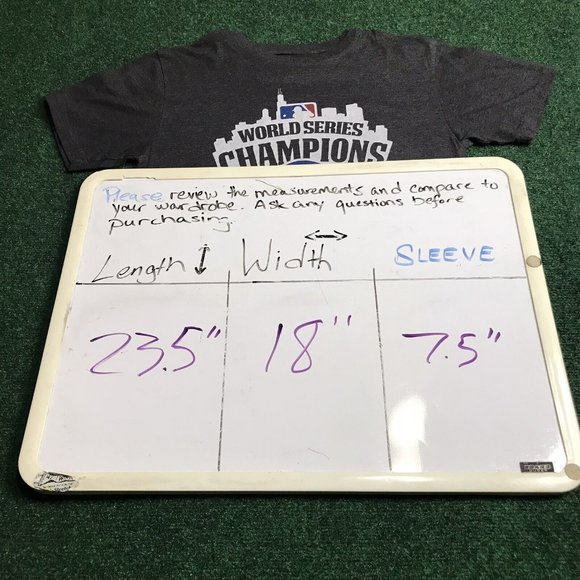 WORLD SERIES
CHAMPIONS
Please review the measurements and compare to
your wardrobe. Ask any questions before
purchasing.
Length Width SLEEVE
23.5" 18" 7.5"